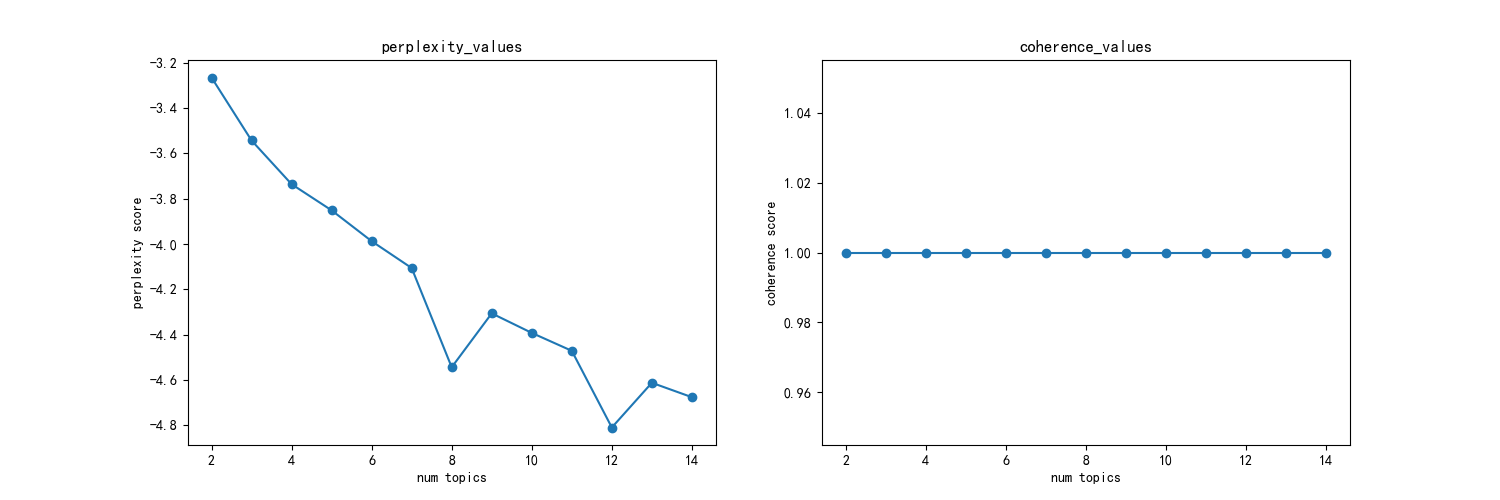 perplexity_values
perplexity score
−3.2
−3.4
−3.6
−3.8
−4.0
−4.2
−4.4
−4.6
−4.8
2 4 6 8 10 12 14
num topics
coherence_values
coherence score
1.04
1.02
1.00
0.98
0.96
2 4 6 8 10 12 14
num topics